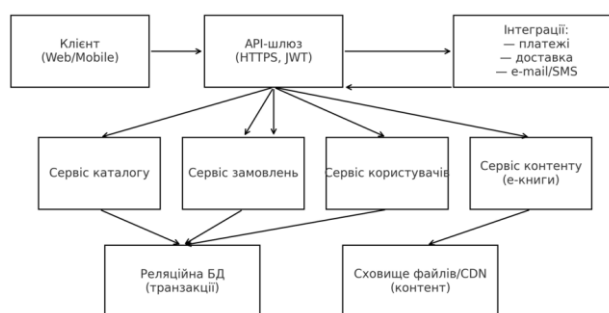 Клієнт
(Web/Mobile)
API-шлюз
(HTTPS, JWT)
Інтеграції:
— платежі
— доставка
— e-mail/SMS
Сервіс каталогу
Сервіс замовлень
Сервіс користувачів
Сервіс контенту
(е-книги)
Реляційна БД
(транзакції)
Сховище файлів/CDN
(контент)